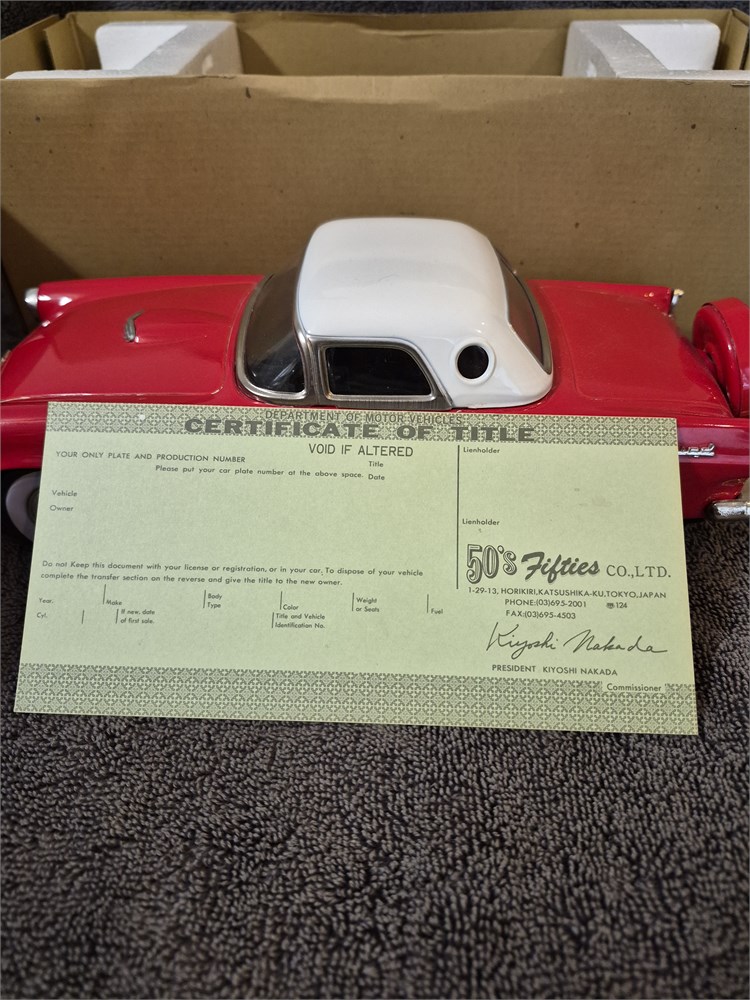 DEPARTMENT OF MOTOR VEHICLES
CERTIFICATE OF TITLE
VOID IF ALTERED
YOUR ONLY PLATE AND PRODUCTION NUMBER
Title
Please put your car plate number at the above space.
Date
Vehicle
Owner
Lienholder
Lienholder
Do not Keep this document with your license or registration, or in your car. To dispose of your vehicle
complete the transfer section on the reverse and give the title to the new owner.
Year.
Make
Body
Type
Color
Weight
or Seats
Fuel
Cyl.
If new, date
of first sale.
Title and Vehicle
Identification No.
50's Fifties CO.,LTD.
1-29-13, HORIKIRI,KATSUSHIKA-KU,TOKYO,JAPAN
PHONE:(03)695-2001 ☎124
FAX:(03)695-4503
Kiyoshi Nakada
PRESIDENT KIYOSHI NAKADA
Commissioner